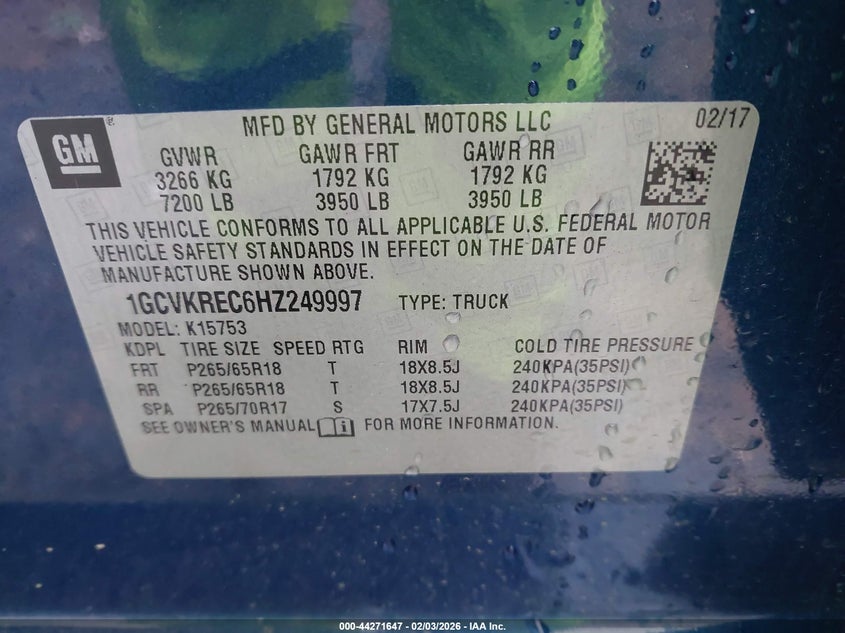 GM
MFD BY GENERAL MOTORS LLC 02/17
GVWR GAWR FRT GAWR RR
3266 KG 1792 KG 1792 KG
7200 LB 3950 LB 3950 LB
THIS VEHICLE CONFORMS TO ALL APPLICABLE U.S. FEDERAL MOTOR
VEHICLE SAFETY STANDARDS IN EFFECT ON THE DATE OF
MANUFACTURE SHOWN ABOVE.
1GCVKREC6HZ249997 TYPE: TRUCK
MODEL: K15753
KDPL TIRE SIZE SPEED RTG RIM COLD TIRE PRESSURE
FRT P265/65R18 T 18X8.5J 240KPA(35PSI)
RR P265/65R18 T 18X8.5J 240KPA(35PSI)
SPA P265/70R17 S 17X7.5J 240KPA(35PSI)
SEE OWNER'S MANUAL i FOR MORE INFORMATION.
000-44271647 - 02/03/2026 - IAA Inc.